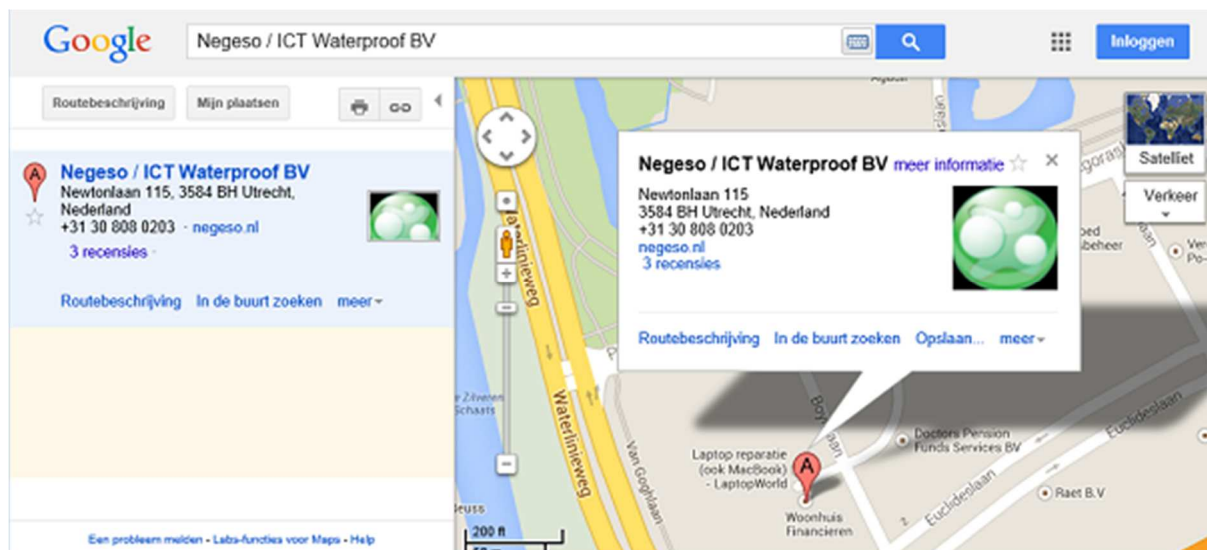 Google
Negeso / ICT Waterproof BV
Inloggen
Routebeschrijving
Mijn plaatsen
A
Negeso / ICT Waterproof BV
Newtonlaan 115, 3584 BH Utrecht,
Nederland
+31 30 808 0203 · negeso.nl
3 recensies ·
Routebeschrijving In de buurt zoeken meer
Een probleem melden - Labs-functies voor Maps - Help
Negeso / ICT Waterproof BV meer informatie
Newtonlaan 115
3584 BH Utrecht, Nederland
+31 30 808 0203
negeso.nl
3 recensies
Routebeschrijving In de buurt zoeken Opslaan... meer
Satelliet
Verkeer
Waterlinieweg
Zilveren
Schaats
Van Goghlaan
Laptop reparatie
(ook MacBook)
- LaptopWorld
A
Woonhuis
Financieren
Doctors Pension
Funds Services BV
Euclideslaan
Euclideslaan
Raet B.V
200 ft